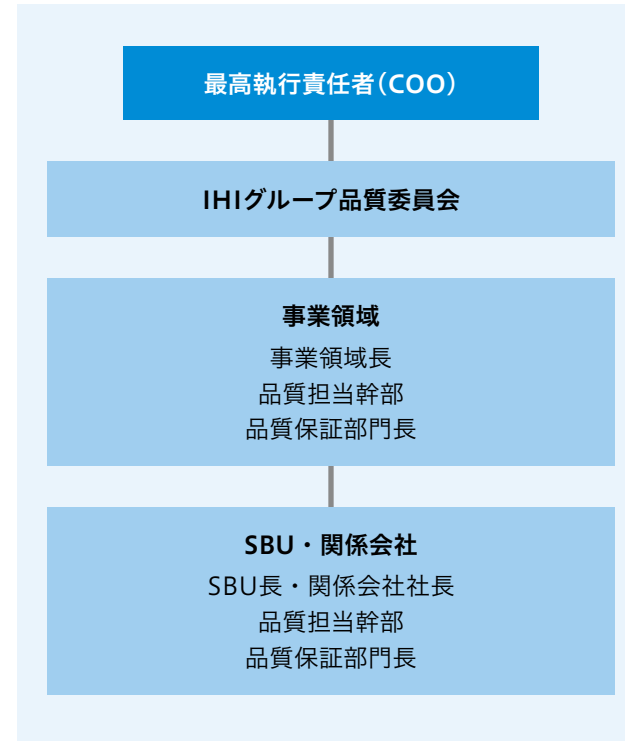 最高執行責任者(COO)
IHIグループ品質委員会
事業領域
事業領域長
品質担当幹部
品質保証部門長
SBU・関係会社
SBU長・関係会社社長
品質担当幹部
品質保証部門長